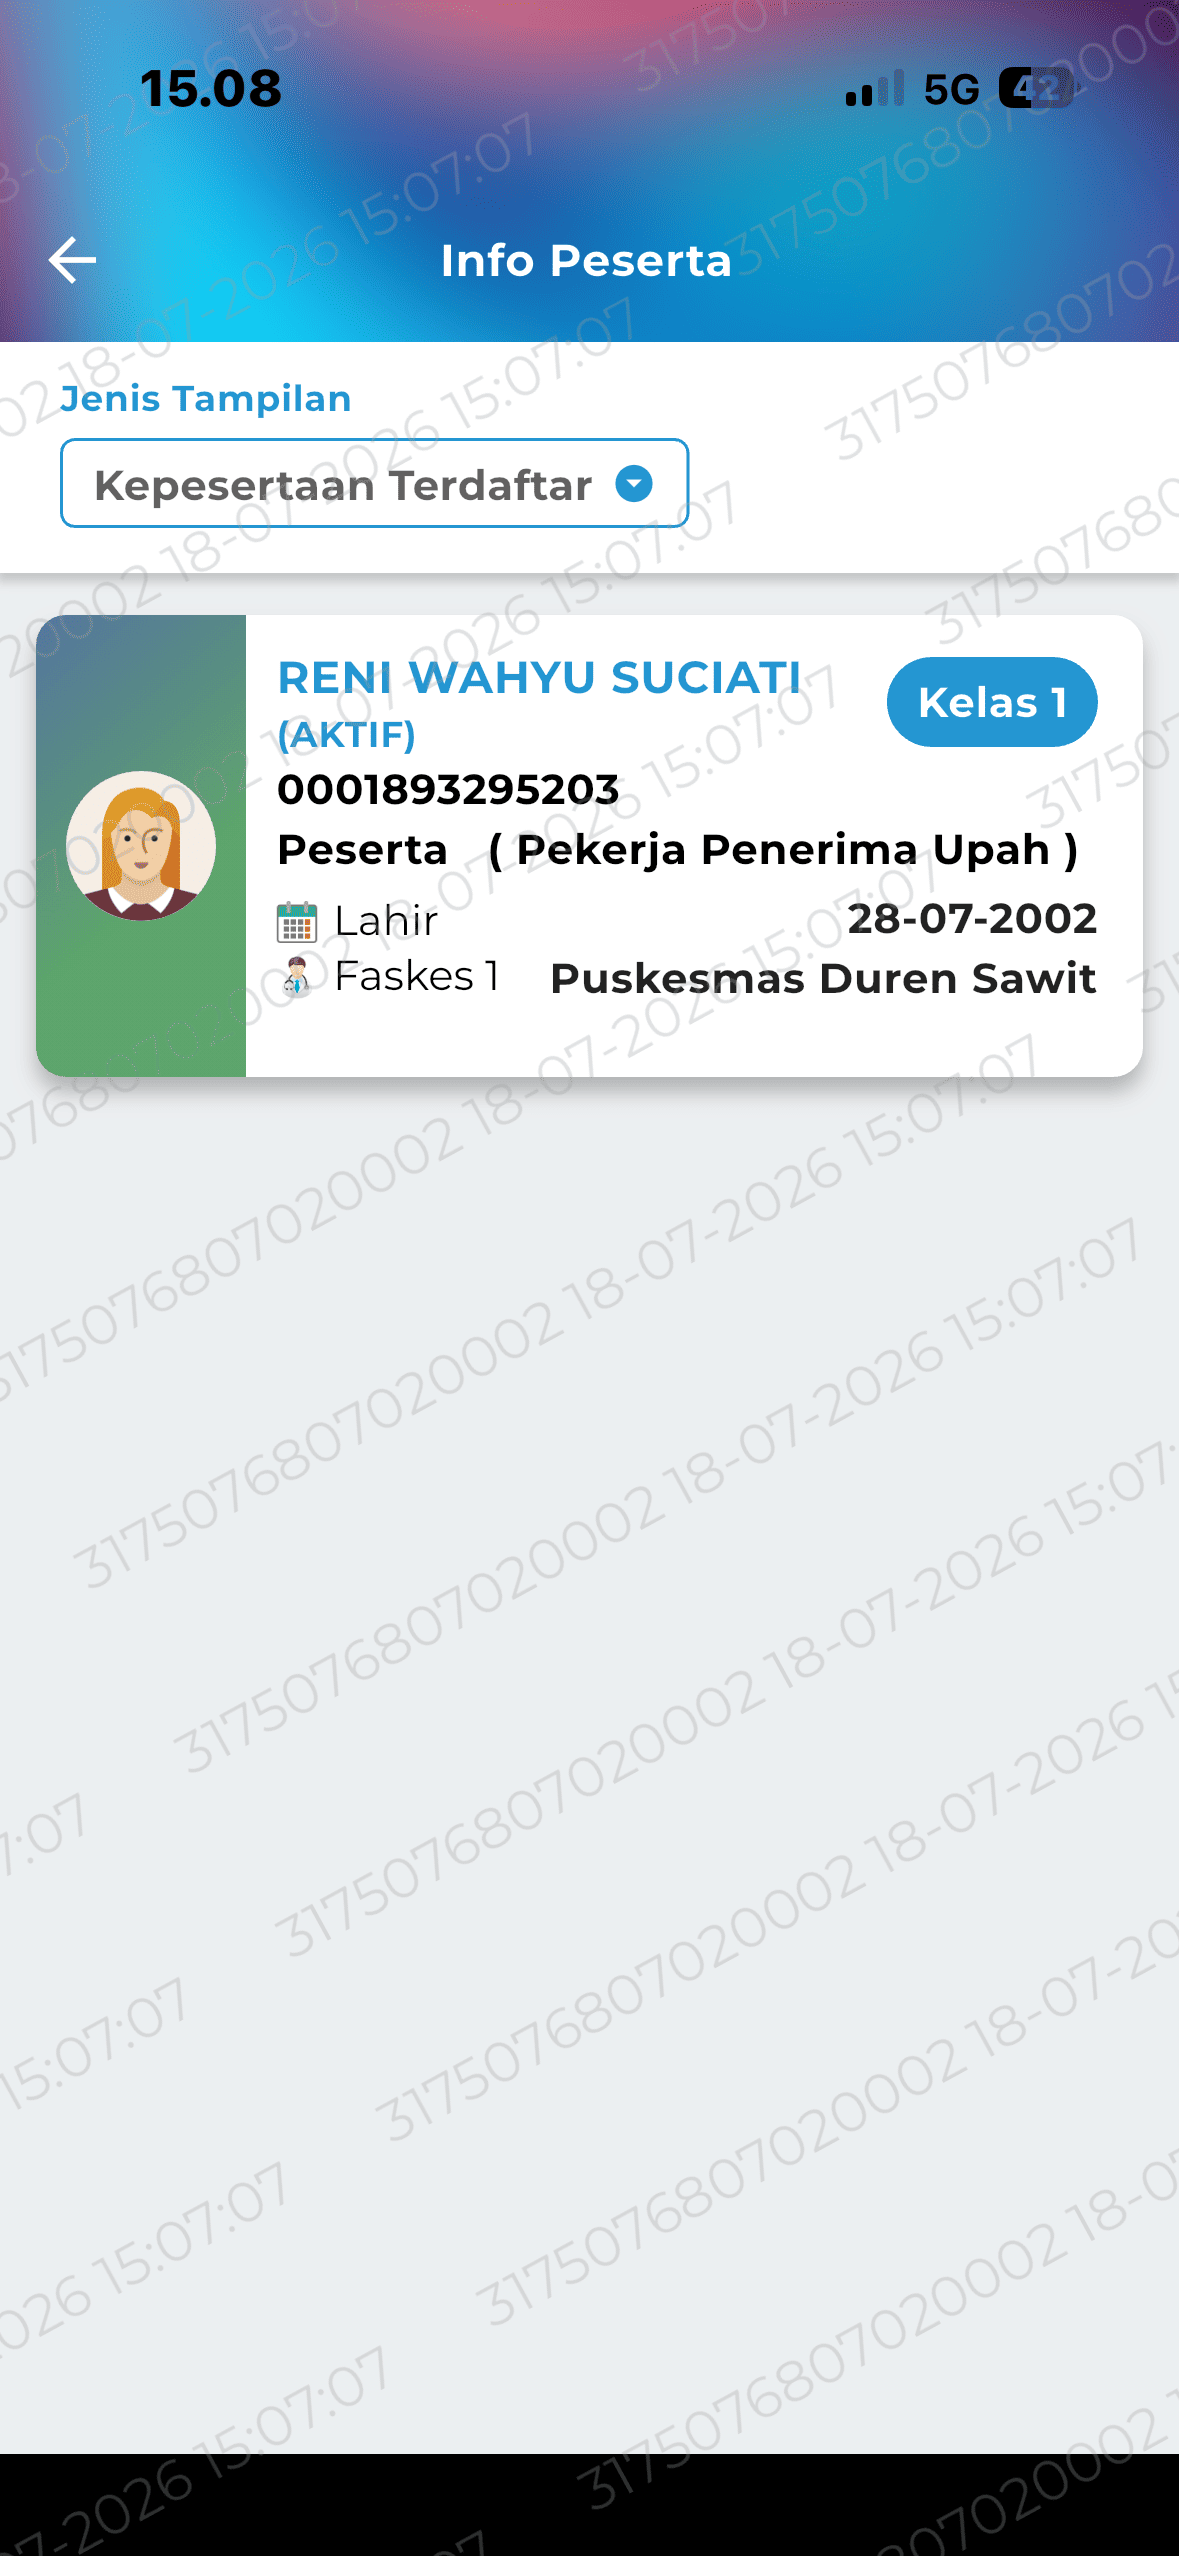 15.08
5G 42
Info Peserta
Jenis Tampilan
Kepesertaan Terdaftar
RENI WAHYU SUCIATI
Kelas 1
(AKTIF)
0001893295203
Peserta ( Pekerja Penerima Upah )
Lahir 28-07-2002
Faskes 1 Puskesmas Duren Sawit
3175076807020002 18-07-2026 15:07:07